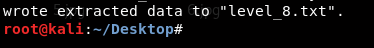 wrote extracted data to "level_8.txt".
root@kali:~/Desktop#